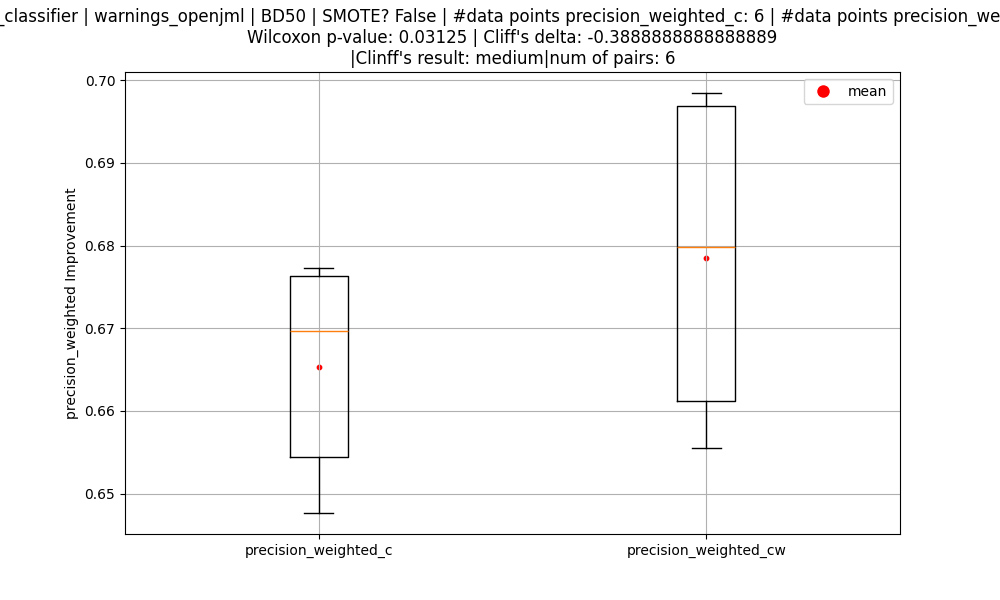 _classifier | warnings_openjml | BD50 | SMOTE? False | #data points precision_weighted_c: 6 | #data points precision_we
Wilcoxon p-value: 0.03125 | Cliff's delta: -0.3888888888888889
|Clinff's result: medium|num of pairs: 6
mean
0.70
0.69
0.68
0.67
0.66
0.65
precision_weighted Improvement
precision_weighted_c
precision_weighted_cw